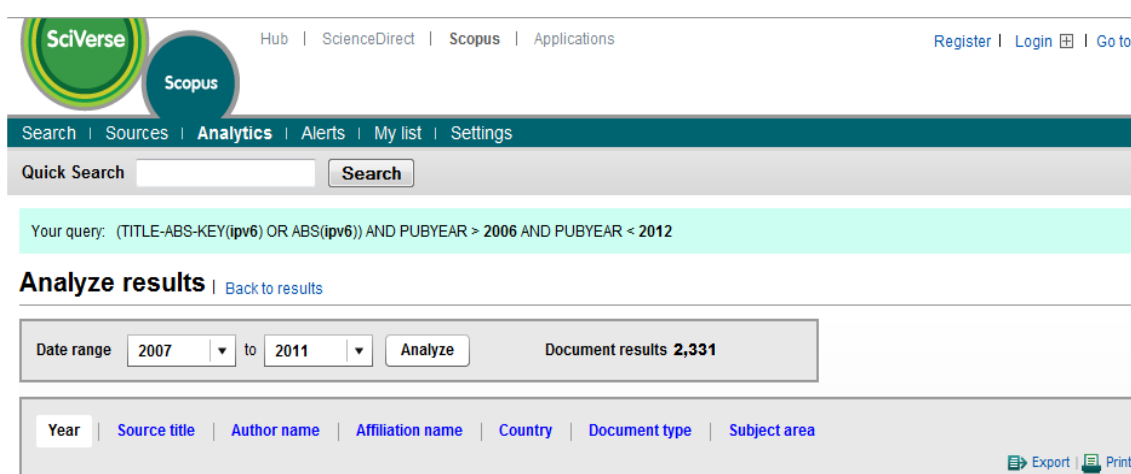 SciVerse
Scopus
Hub | ScienceDirect | Scopus | Applications
Register | Login | Go to
Search | Sources | Analytics | Alerts | My list | Settings
Quick Search Search
Your query: (TITLE-ABS-KEY(ipv6) OR ABS(ipv6)) AND PUBYEAR > 2006 AND PUBYEAR < 2012
Analyze results | Back to results
Date range 2007 to 2011 Analyze Document results 2,331
Year | Source title | Author name | Affiliation name | Country | Document type | Subject area
Export | Print